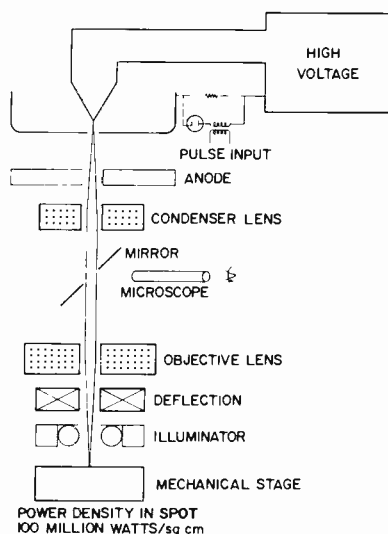 HIGH
VOLTAGE
PULSE INPUT
ANODE
CONDENSER LENS
MIRROR
MICROSCOPE
OBJECTIVE LENS
DEFLECTION
ILLUMINATOR
MECHANICAL STAGE
POWER DENSITY IN SPOT
100 MILLION WATTS/sq cm